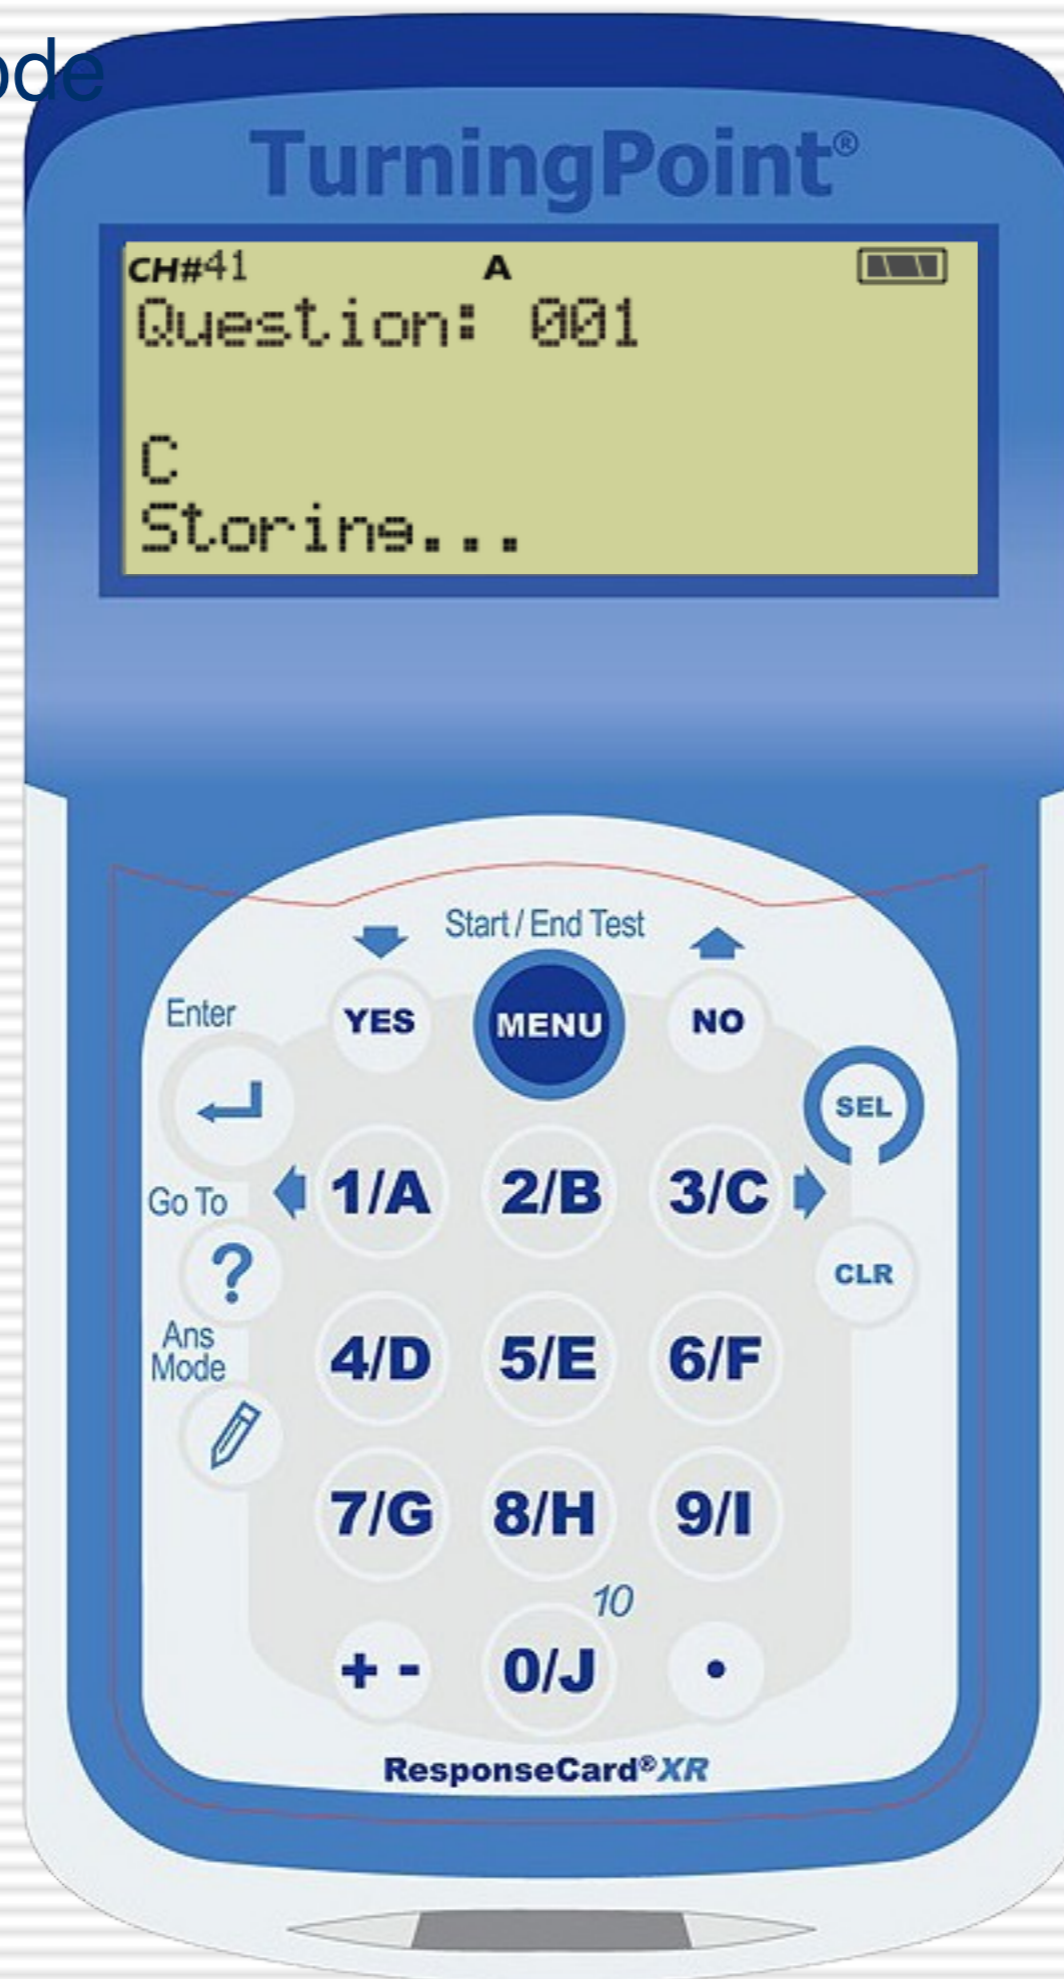 ode
TurningPoint®
CH#41 A
Question: 001
C
Storing...
Start / End Test
Enter
YES MENU NO
SEL
Go To
1/A 2/B 3/C
?
CLR
Ans
Mode
4/D 5/E 6/F
7/G 8/H 9/I
10
+ - 0/J •
ResponseCard®XR